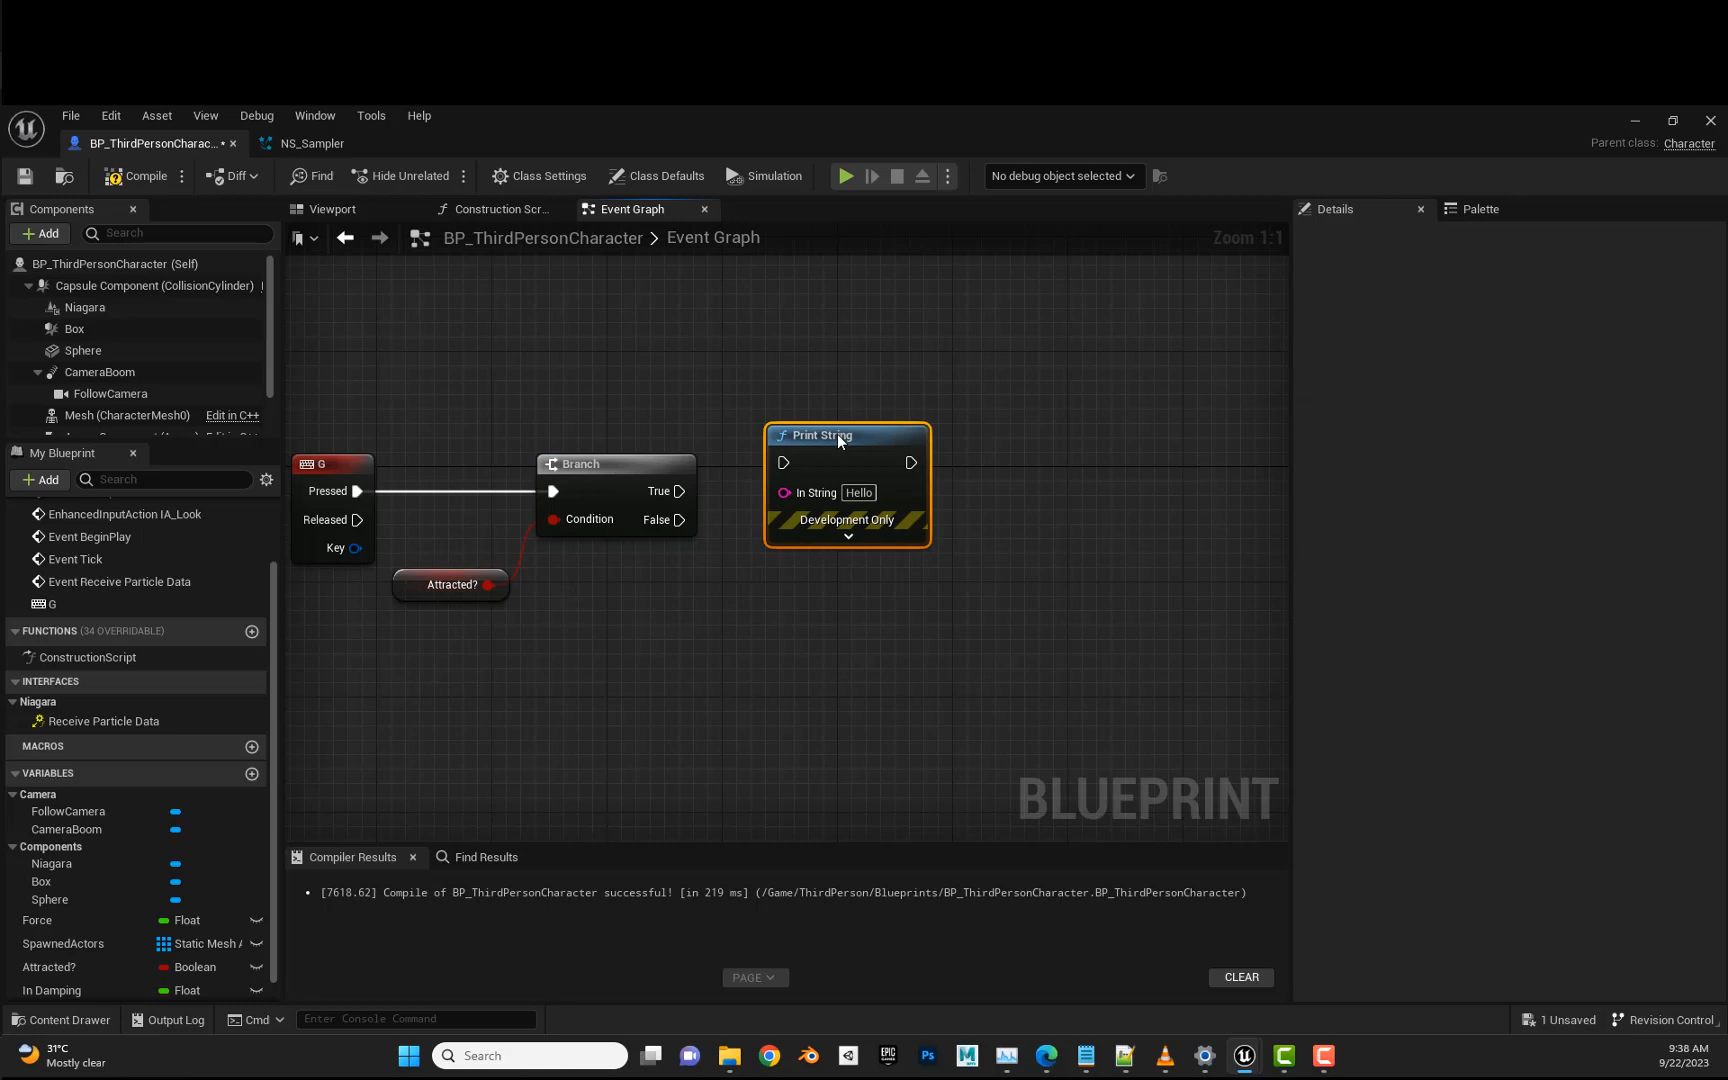 File Edit Asset View Debug Window Tools Help
BP_ThirdPersonCharac... • NS_Sampler
Parent class: Character
Compile Diff Find Hide Unrelated Class Settings Class Defaults Simulation No debug object selected
Components
Viewport Construction Scr... Event Graph
Details Palette
+ Add Search
BP_ThirdPersonCharacter > Event Graph
Zoom 1:1
BP_ThirdPersonCharacter (Self)
Capsule Component (CollisionCylinder)
Niagara
Box
Sphere
CameraBoom
FollowCamera
Mesh (CharacterMesh0) Edit in C++
My Blueprint
+ Add Search
EnhancedInputAction IA_Look
Event BeginPlay
Event Tick
Event Receive Particle Data
G
FUNCTIONS (34 OVERRIDABLE)
ConstructionScript
INTERFACES
Niagara
Receive Particle Data
MACROS
VARIABLES
Camera
FollowCamera
CameraBoom
Components
Niagara
Box
Sphere
Force Float
SpawnedActors Static Mesh A
Attracted? Boolean
In Damping Float
G
Pressed
Released
Key
Attracted?
Branch
True
Condition False
Print String
In String Hello
Development Only
BLUEPRINT
Compiler Results Find Results
• [7618.62] Compile of BP_ThirdPersonCharacter successful! [in 219 ms] (/Game/ThirdPerson/Blueprints/BP_ThirdPersonCharacter.BP_ThirdPersonCharacter)
PAGE CLEAR
Content Drawer Output Log Cmd Enter Console Command 1 Unsaved Revision Control
31°C
Mostly clear
Search
9:38 AM
9/22/2023